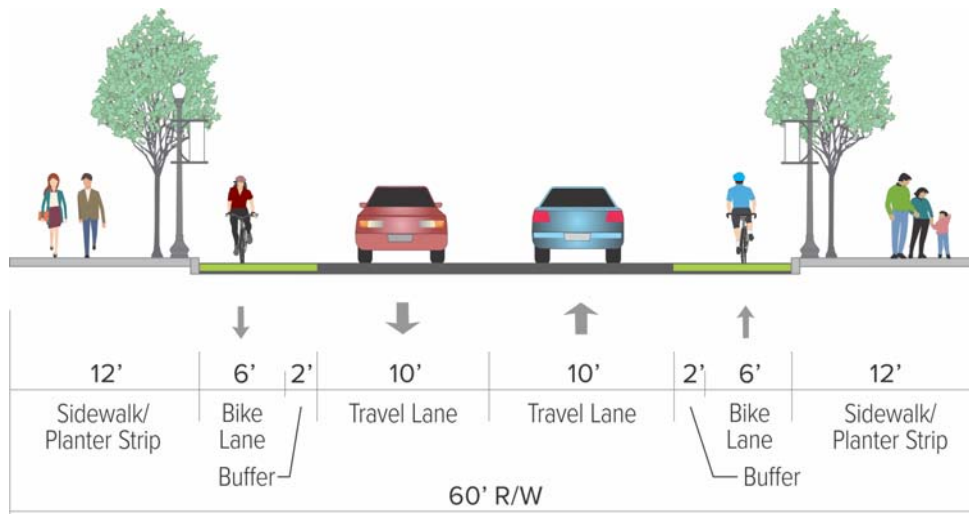 12’ 6’ 2’ 10’ 10’ 2’ 6’ 12’
Sidewalk/ Bike Travel Lane Travel Lane Bike Sidewalk/
Planter Strip Lane Lane Planter Strip
Buffer Buffer
60’ R/W